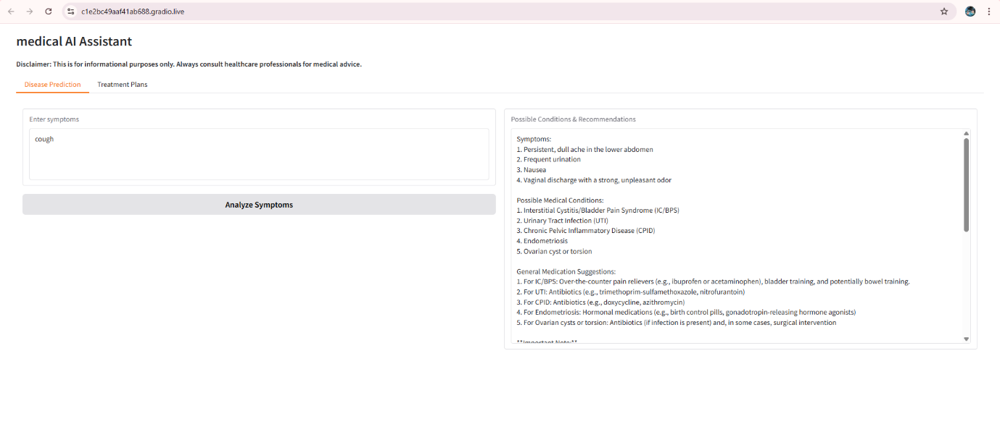 c1e2bc49aaf41ab688.gradio.live
medical AI Assistant
Disclaimer: This is for informational purposes only. Always consult healthcare professionals for medical advice.
Disease Prediction
Treatment Plans
Enter symptoms
cough
Analyze Symptoms
Possible Conditions & Recommendations
Symptoms:
1. Persistent, dull ache in the lower abdomen
2. Frequent urination
3. Nausea
4. Vaginal discharge with a strong, unpleasant odor
Possible Medical Conditions:
1. Interstitial Cystitis/Bladder Pain Syndrome (IC/BPS)
2. Urinary Tract Infection (UTI)
3. Chronic Pelvic Inflammatory Disease (CPID)
4. Endometriosis
5. Ovarian cyst or torsion
General Medication Suggestions:
1. For IC/BPS: Over-the-counter pain relievers (e.g., ibuprofen or acetaminophen), bladder training, and potentially bowel training.
2. For UTI: Antibiotics (e.g., trimethoprim-sulfamethoxazole, nitrofurantoin)
3. For CPID: Antibiotics (e.g., doxycycline, azithromycin)
4. For Endometriosis: Hormonal medications (e.g., birth control pills, gonadotropin-releasing hormone agonists)
5. For Ovarian cysts or torsion: Antibiotics (if infection is present) and, in some cases, surgical intervention
**Important Note:**